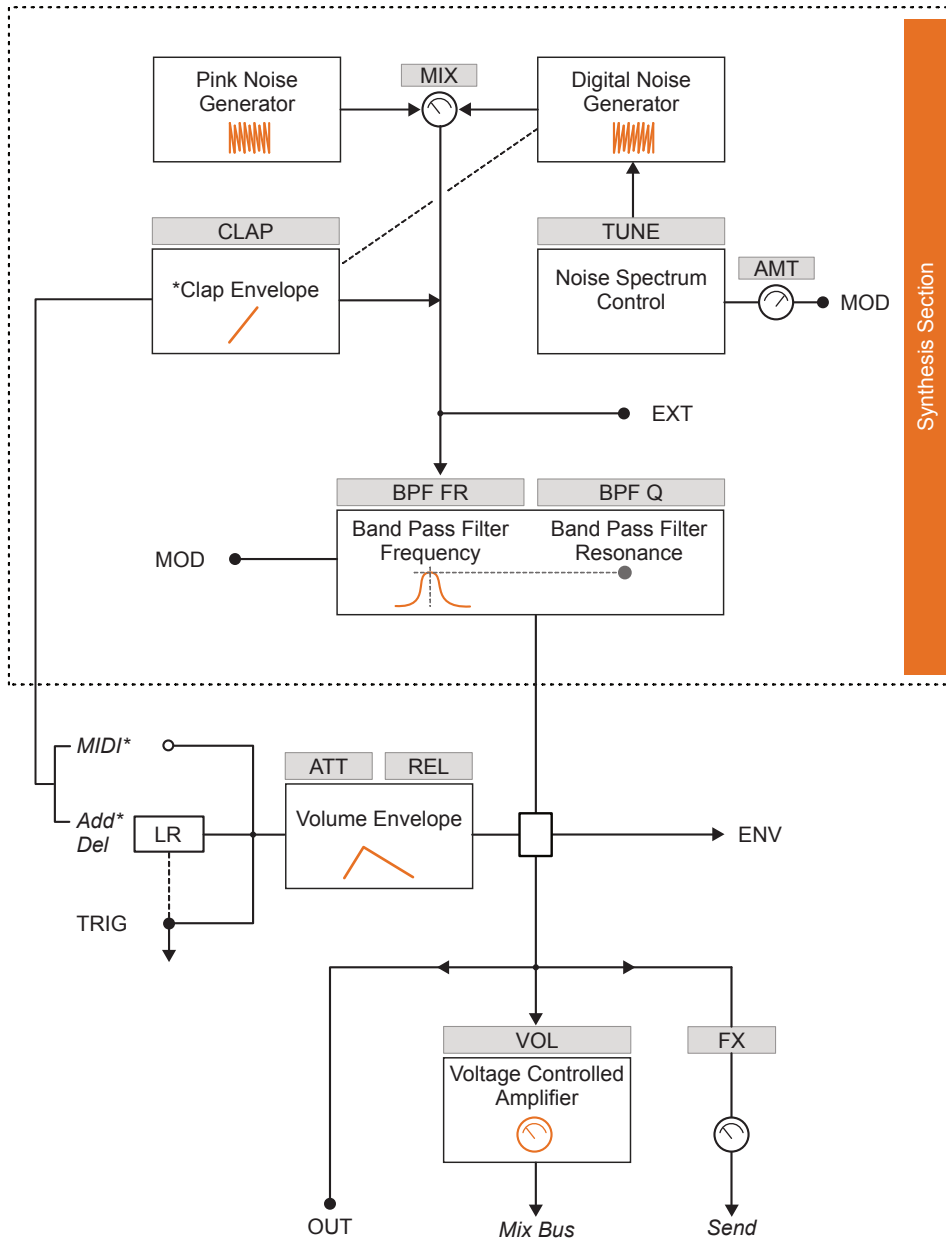 Pink Noise
Generator
MIX
Digital Noise
Generator
CLAP
*Clap Envelope
TUNE
Noise Spectrum
Control
AMT
MOD
Synthesis Section
EXT
BPF FR
BPF Q
Band Pass Filter
Frequency
Band Pass Filter
Resonance
MOD
MIDI*
Add*
Del
LR
TRIG
ATT
REL
Volume Envelope
ENV
VOL
Voltage Controlled
Amplifier
FX
OUT
Mix Bus
Send